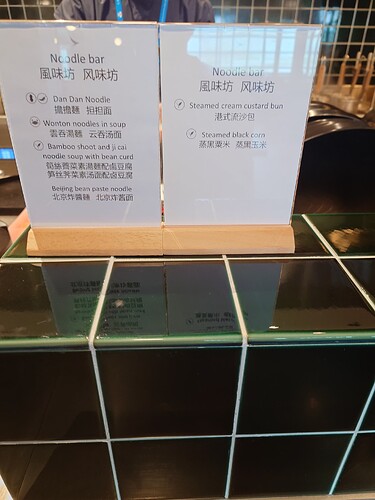 Noodle bar
風味坊 风味坊
Dan Dan Noodle
擔擔麵 担担面
Wonton noodles in soup
雲吞湯麵 云吞汤面
Bamboo shoot and ji cai
noodle soup with bean curd
筍絲薺菜素湯麵配鹵豆腐
笋丝荠菜素汤面配卤豆腐
Beijing bean paste noodle
北京炸醬麵 北京炸酱面
Noodle bar
風味坊 风味坊
Steamed cream custard bun
港式流沙包
Steamed black corn
蒸黑粟米 蒸黑玉米